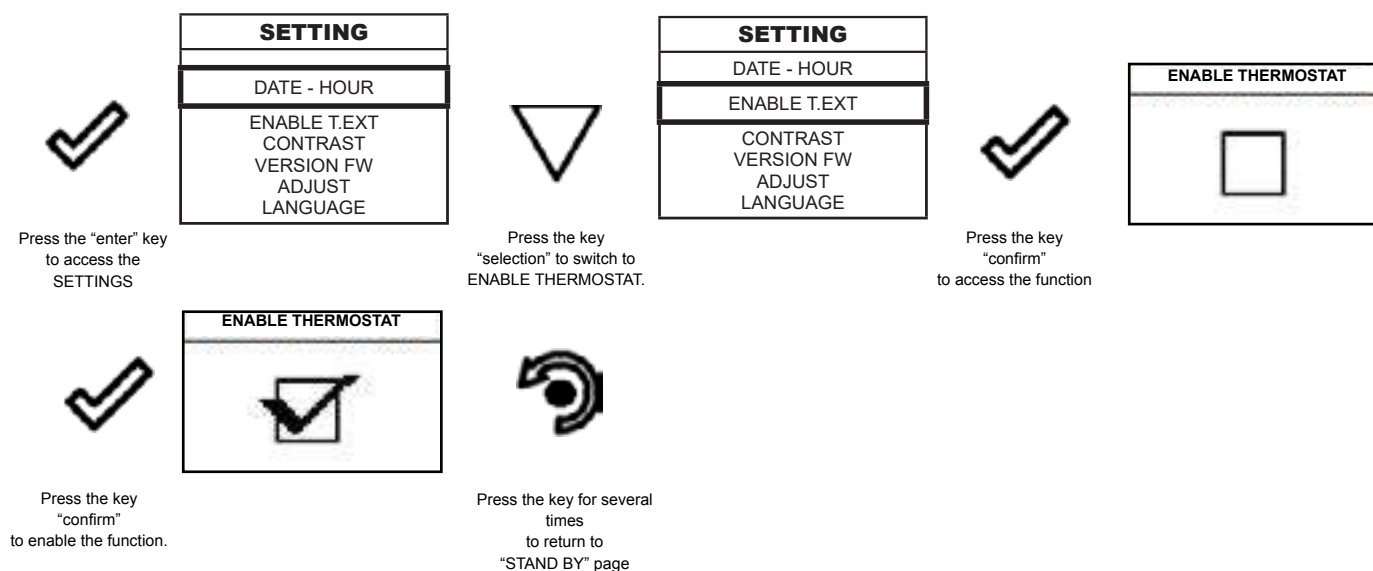 SETTING
DATE - HOUR
ENABLE T.EXT
CONTRAST
VERSION FW
ADJUST
LANGUAGE
Press the “enter” key
to access the
SETTINGS
Press the key
“selection” to switch to
ENABLE THERMOSTAT.
SETTING
DATE - HOUR
ENABLE T.EXT
CONTRAST
VERSION FW
ADJUST
LANGUAGE
Press the key
“confirm”
to access the function
ENABLE THERMOSTAT
Press the key
“confirm”
to enable the function.
ENABLE THERMOSTAT
Press the key for several
times
to return to
“STAND BY” page